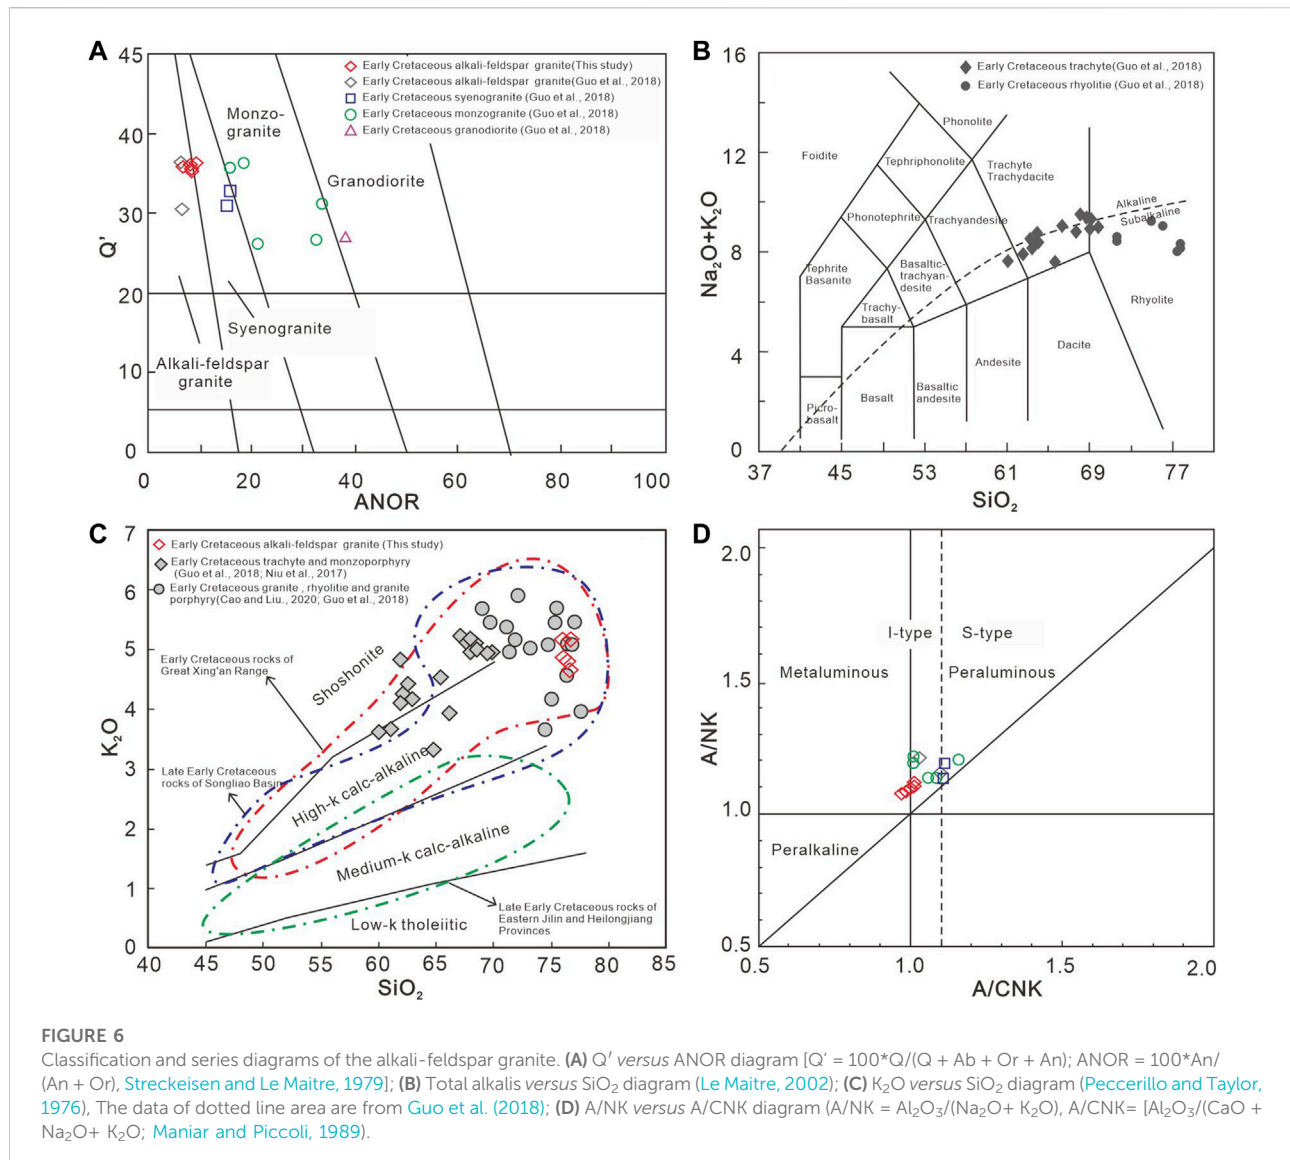 A
45
40
30
20
10
0
Q'
0
20
40
60
80
100
ANOR
Early Cretaceous alkali-feldspar granite(This study)
Early Cretaceous alkali-feldspar granite(Guo et al., 2018)
Early Cretaceous syenogranite (Guo et al., 2018)
Early Cretaceous monzogranite (Guo et al., 2018)
Early Cretaceous granodiorite (Guo et al., 2018)
Monzo-
granite
Granodiorite
Syenogranite
Alkali-feldspar
granite
B
16
12
8
4
0
Na₂O+K₂O
37
45
53
61
69
77
SiO₂
Early Cretaceous trachyte(Guo et al., 2018)
Early Cretaceous rhyolitie (Guo et al., 2018)
Phonolite
Foidite
Tephriphonolite
Trachyte
Trachydacite
Alkaline
Subalkaline
Phonotephrite
Trachyandesite
Tephrite
Basanite
Basaltic-
trachyan-
desite
Trachy-
basalt
Rhyolite
Dacite
Andesite
Basalt
Basaltic
andesite
Picro-
basalt
C
7
6
5
4
3
2
1
0
K₂O
40
45
50
55
60
65
70
75
80
85
SiO₂
Early Cretaceous alkali-feldspar granite (This study)
Early Cretaceous trachyte and monzoporphyry
(Guo et al., 2018; Niu et al., 2017)
Early Cretaceous granite , rhyolitie and granite
porphyry(Cao and Liu., 2020; Guo et al., 2018)
Early Cretaceous rocks of
Great Xing'an Range
Shoshonite
Late Early Cretaceous
rocks of Songliao Basin
High-k calc-alkaline
Medium-k calc-alkaline
Low-k tholeiitic
Late Early Cretaceous rocks of
Eastern Jilin and Heilongjiang
Provinces
D
2.0
1.5
1.0
0.5
A/NK
0.5
1.0
1.5
2.0
A/CNK
I-type
S-type
Metaluminous
Peraluminous
Peralkaline
FIGURE 6
Classification and series diagrams of the alkali-feldspar granite. (A) Q′ versus ANOR diagram [Q' = 100*Q/(Q + Ab + Or + An); ANOR = 100*An/
(An + Or), Streckeisen and Le Maitre, 1979]; (B) Total alkalis versus SiO₂ diagram (Le Maitre, 2002); (C) K₂O versus SiO₂ diagram (Peccerillo and Taylor,
1976), The data of dotted line area are from Guo et al. (2018); (D) A/NK versus A/CNK diagram (A/NK = Al₂O₃/(Na₂O+ K₂O), A/CNK= [Al₂O₃/(CaO +
Na₂O+ K₂O; Maniar and Piccoli, 1989).